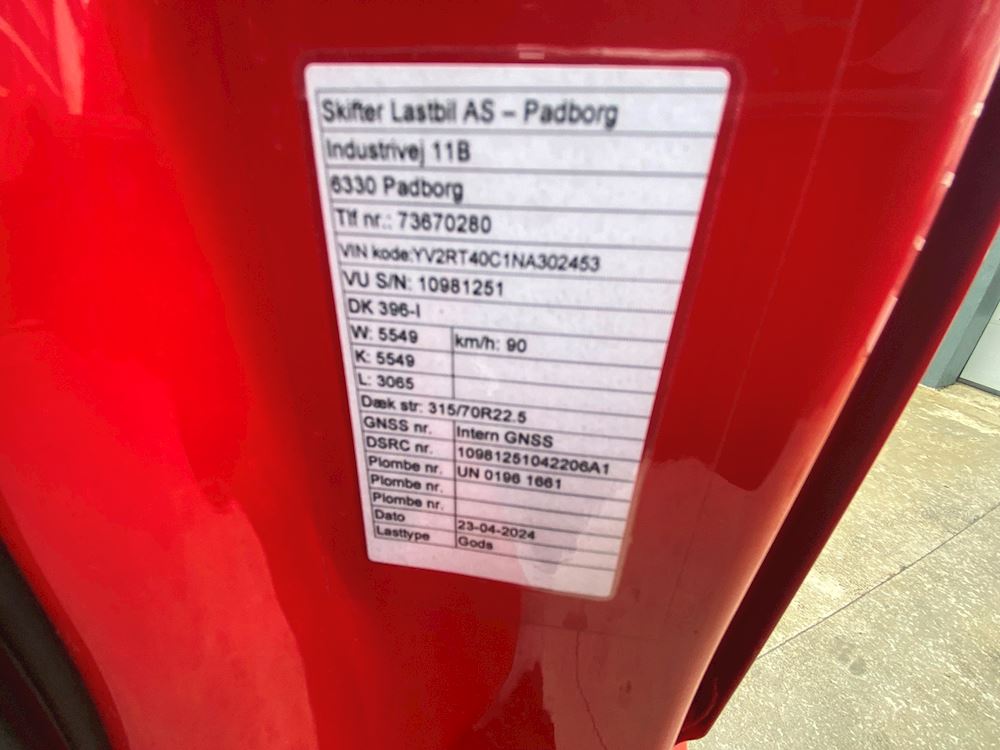 Skifter Lastbil AS – Padborg
Industrivej 11B
6330 Padborg
Tlf nr.: 73670280
VIN kode:YV2RT40C1NA302453
VU S/N: 10981251
DK 396-I
W: 5549 km/h: 90
K: 5549
L: 3065
Dæk str: 315/70R22.5
GNSS nr. Intern GNSS
DSRC nr. 10981251042206A1
Plombe nr. UN 0196 1661
Plombe nr.
Plombe nr.
Dato 23-04-2024
Lasttype Gods